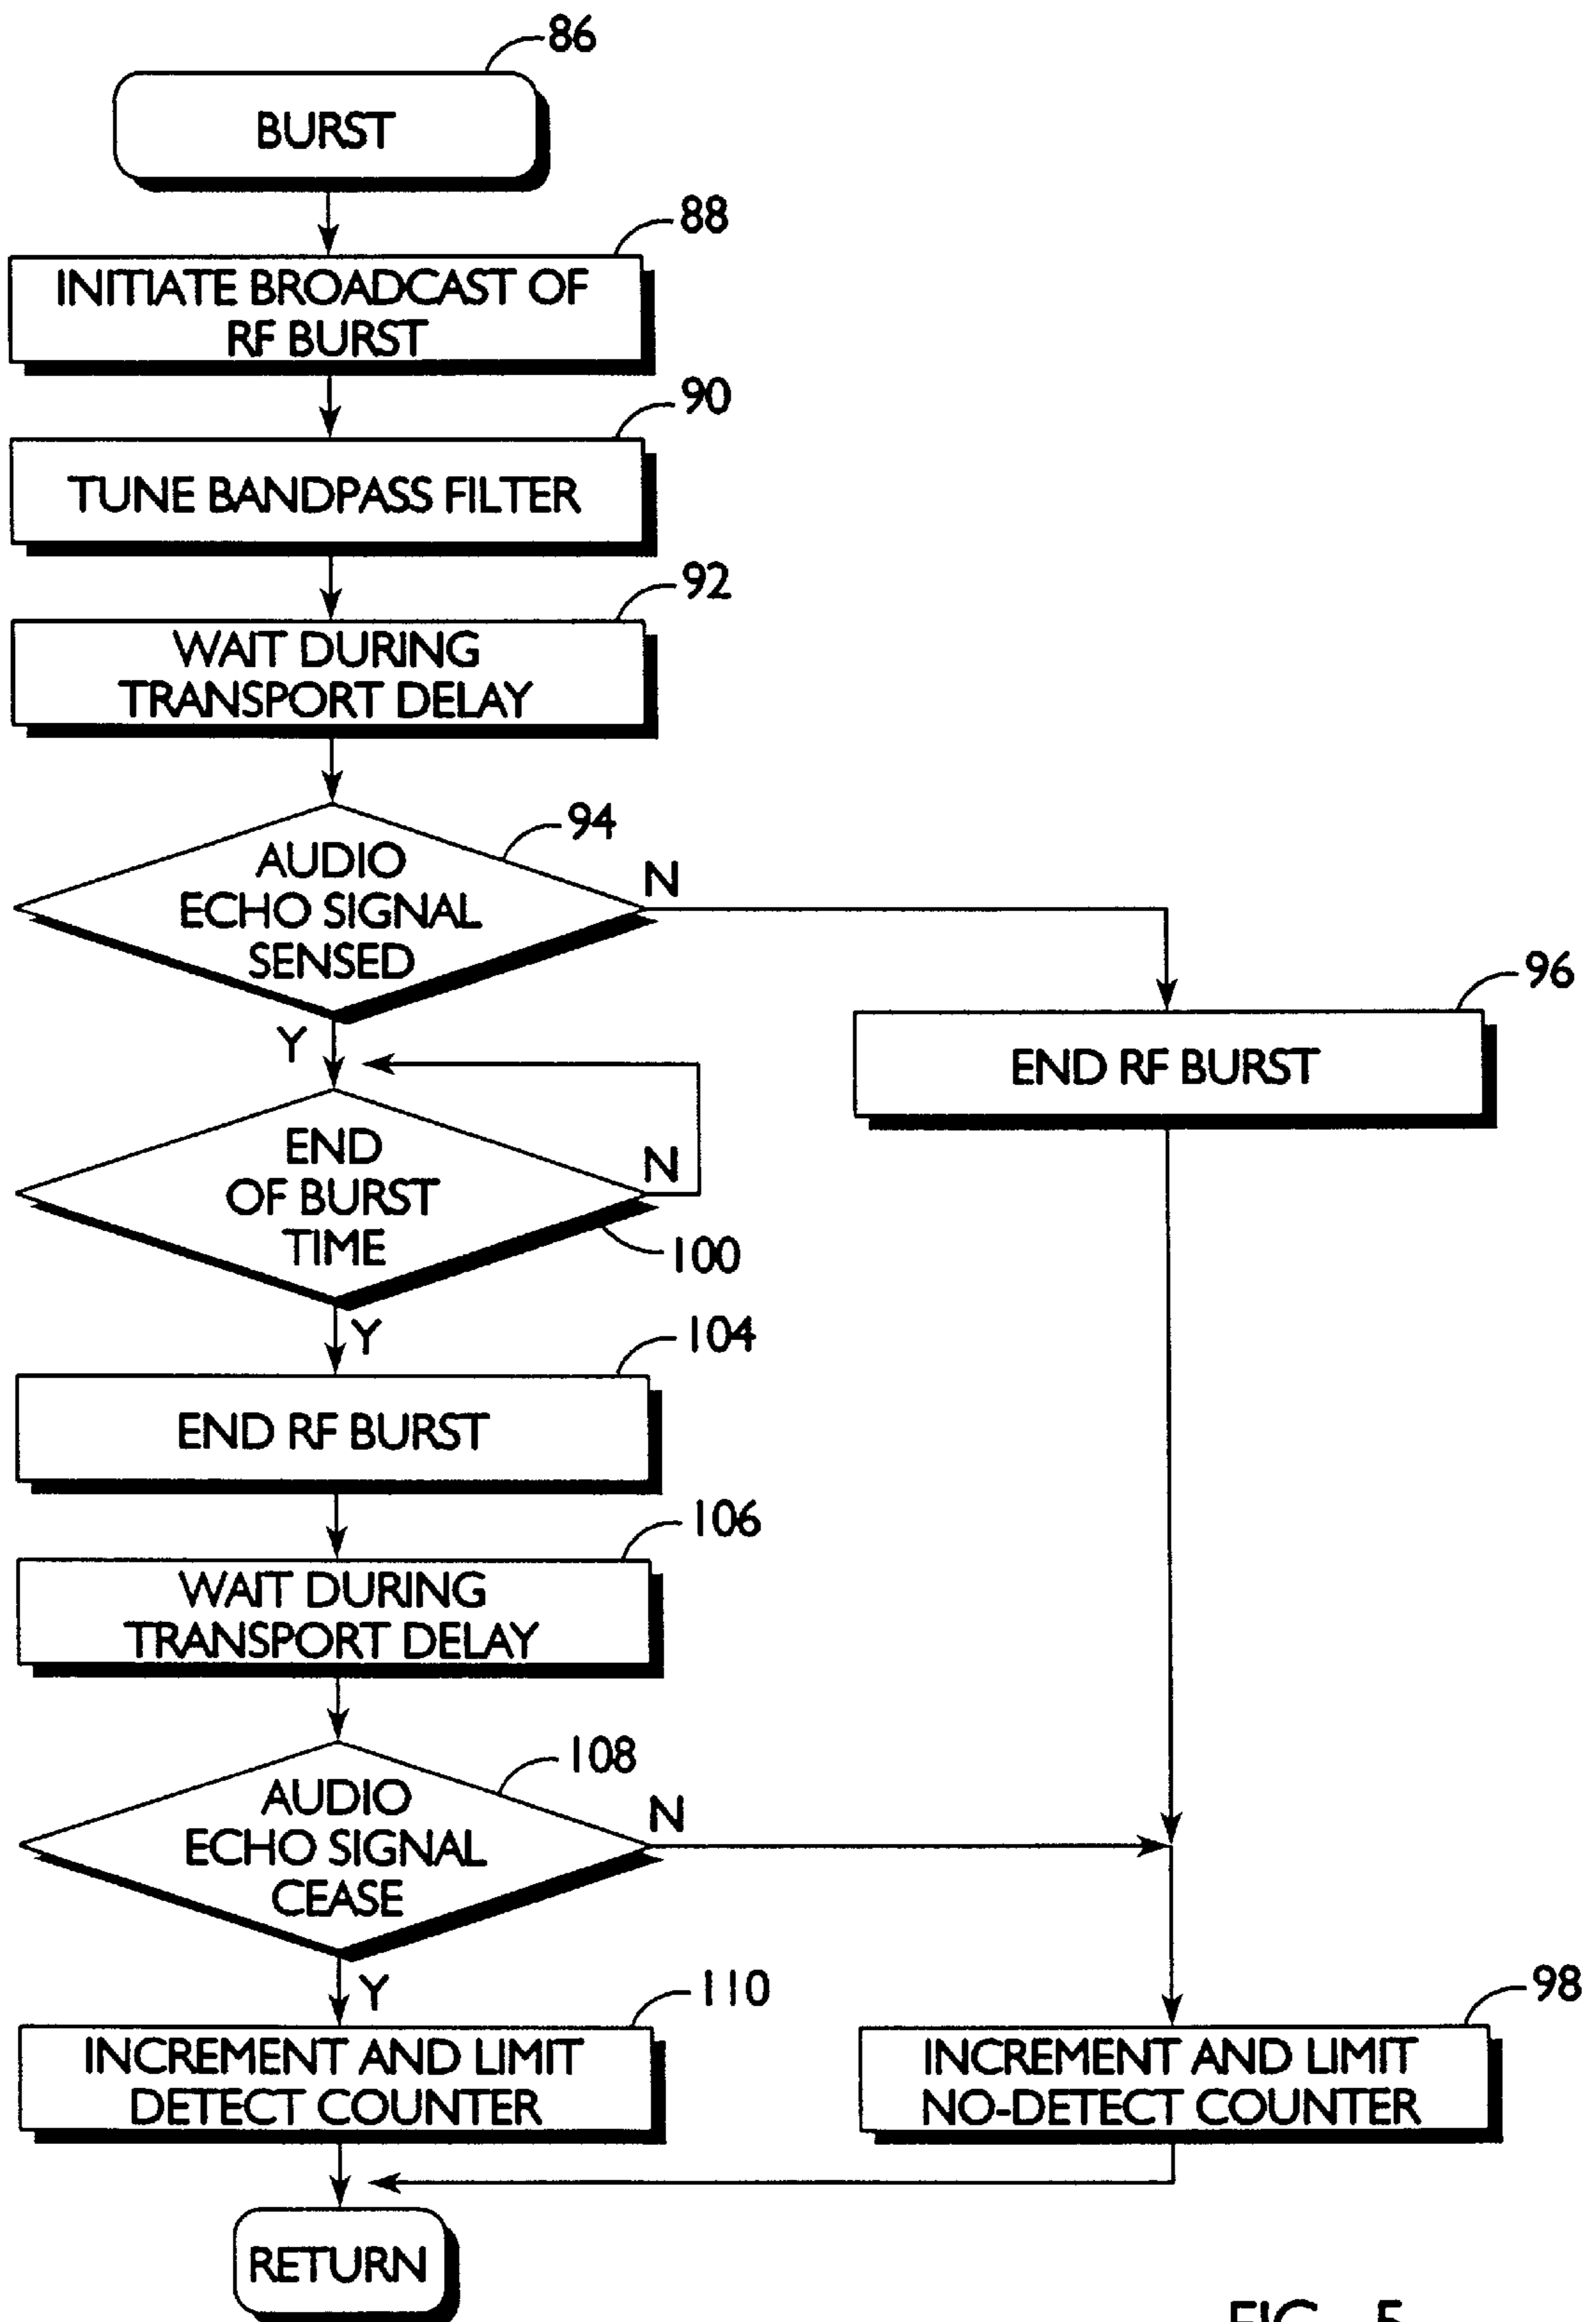 86
BURST
88
INITIATE BROADCAST OF
RF BURST
90
TUNE BANDPASS FILTER
92
WAIT DURING
TRANSPORT DELAY
94
AUDIO
ECHO SIGNAL
SENSED
N
Y
96
END RF BURST
END
OF BURST
TIME
N
100
Y
104
END RF BURST
106
WAIT DURING
TRANSPORT DELAY
108
AUDIO
ECHO SIGNAL
CEASE
N
Y
110
INCREMENT AND LIMIT
DETECT COUNTER
98
INCREMENT AND LIMIT
NO-DETECT COUNTER
RETURN
FIG. 5